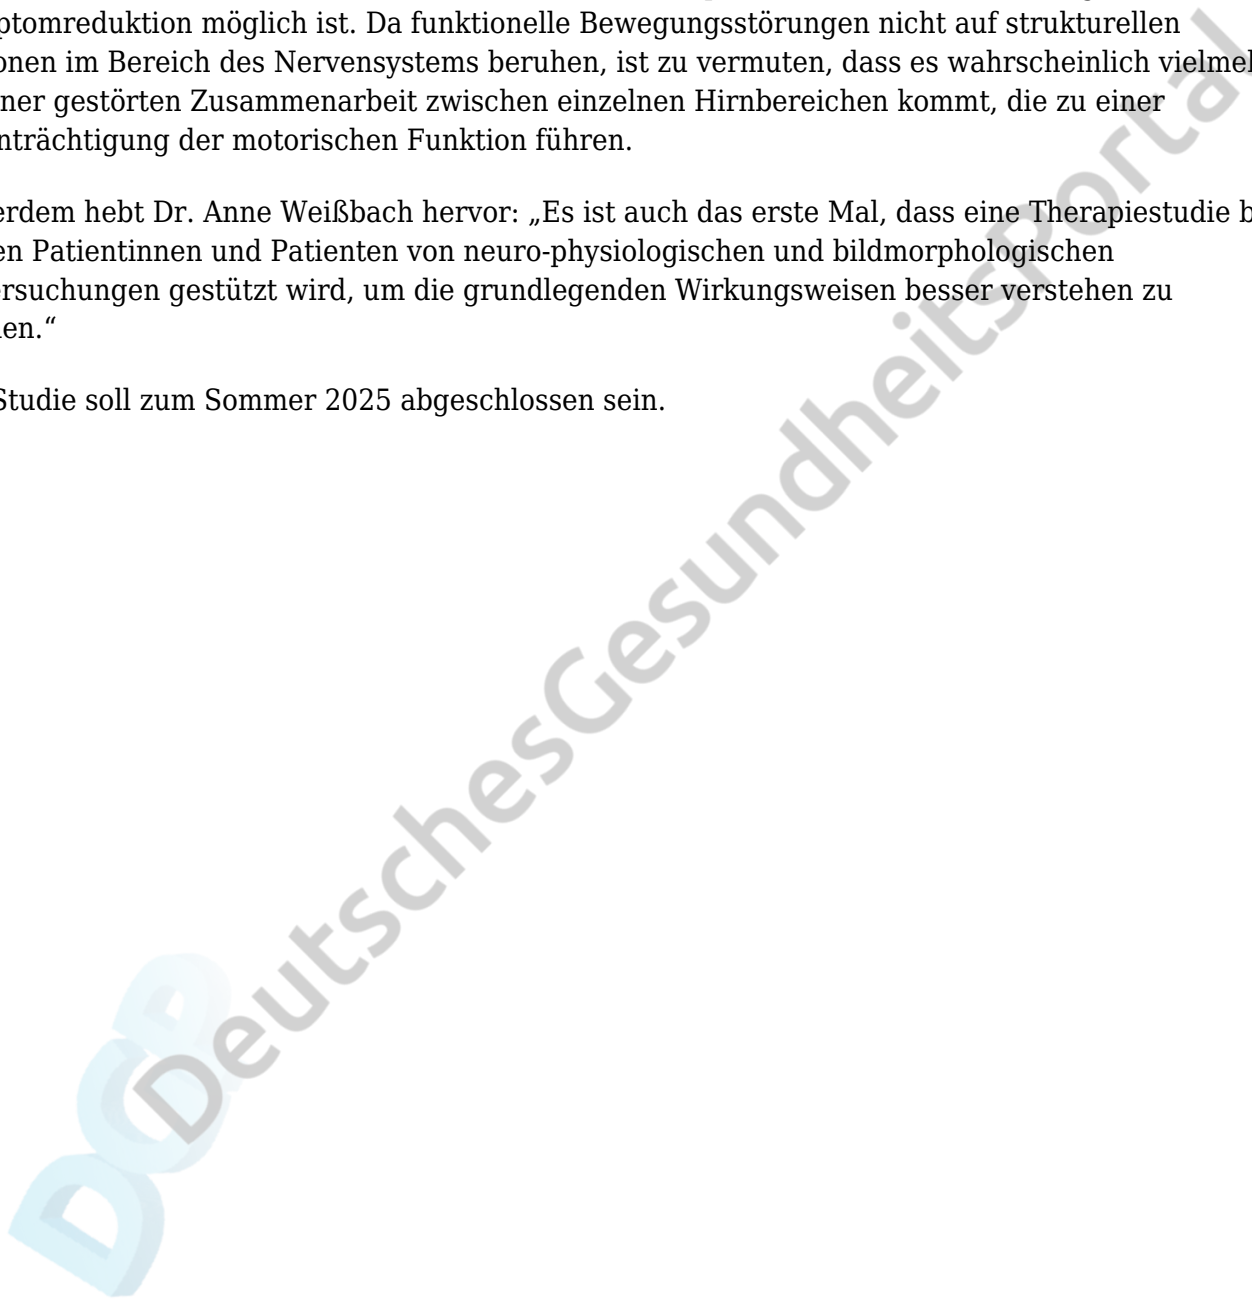 ptomreduktion möglich ist. Da funktionelle Bewegungsstörungen nicht auf strukturellen
onen im Bereich des Nervensystems beruhen, ist zu vermuten, dass es wahrscheinlich vielmeh
iner gestörten Zusammenarbeit zwischen einzelnen Hirnbereichen kommt, die zu einer
nträchtigung der motorischen Funktion führen.
erdem hebt Dr. Anne Weißbach hervor: „Es ist auch das erste Mal, dass eine Therapiestudie b
en Patientinnen und Patienten von neuro-physiologischen und bildmorphologischen
ersuchungen gestützt wird, um die grundlegenden Wirkungsweisen besser verstehen zu
en.“
Studie soll zum Sommer 2025 abgeschlossen sein.
DeutschesGesundheitsPortal
DGP